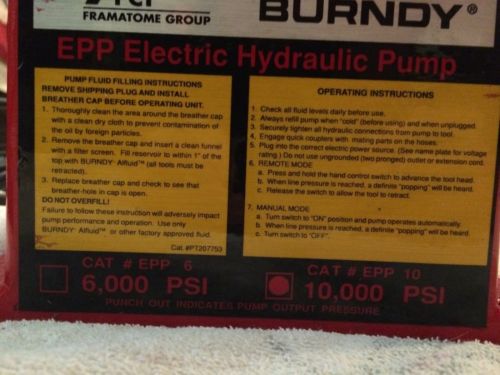 FCI
FRAMATOME GROUP
BURNDY®
EPP Electric Hydraulic Pump
PUMP FLUID FILLING INSTRUCTIONS
REMOVE SHIPPING PLUG AND INSTALL
BREATHER CAP BEFORE OPERATING UNIT.
1. Thoroughly clean the area around the breather cap
with a clean dry cloth to prevent contamination of
the oil by foreign particles.
2. Remove the breather cap and insert a clean funnel
with a filter screen. Fill reservoir to within 1" of the
top with BURNDY· Alfluid™ (all tools must be
retracted).
3. Replace breather cap and check to see that
breather-hole in cap is open.
DO NOT OVERFILL!
Failure to follow these instruction will adversely impact
pump performance and operation. Use only
BURNDY· Alfluid™ or other factory approved fluid.
Cat.#PT207753
OPERATING INSTRUCTIONS
1. Check all fluid levels daily before use.
2. Always refill pump when "cold" (before using) and when unplugged.
3. Securely tighten all hydraulic connections from pump to tool.
4. Engage quick couplers with mating parts on the hoses.
5. Plug into the correct electric power source. (See name plate for voltage
rating.) Do not use ungrounded (two pronged) outlet or extension cord.
6. REMOTE MODE
a. Press and hold the hand control switch to advance the tool head.
b. When line pressure is reached, a definite "popping" will be heard.
c. Release the switch to allow the tool to retract.
7. MANUAL MODE
a. Turn switch to "ON" position and pump operates automatically.
b. When line pressure is reached, a definite "popping" will be heard.
c. Turn switch to "OFF".
CAT # EPP 6
6,000 PSI
CAT # EPP 10
10,000 PSI
PUNCH OUT INDICATES PUMP OUTPUT PRESSURE